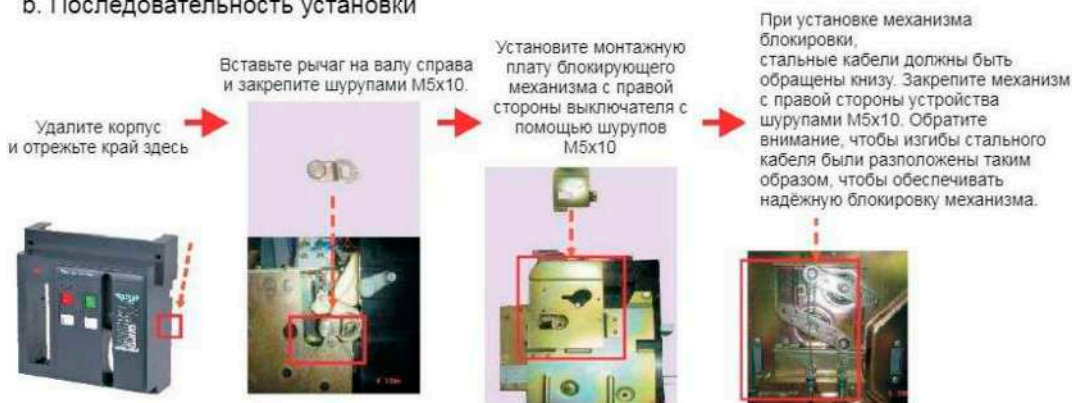 b. Последовательность установки
Удалите корпус
и отрежьте край здесь
Вставьте рычаг на валу справа
и закрепите шурупами M5x10.
Установите монтажную
плату блокирующего
механизма с правой
стороны выключателя с
помощью шурупов
M5x10
При установке механизма
блокировки,
стальные кабели должны быть
обращены книзу. Закрепите механизм
с правой стороны устройства
шурупами M5x10. Обратите
внимание, чтобы изгибы стального
кабеля были расположены таким
образом, чтобы обеспечивать
надёжную блокировку механизма.